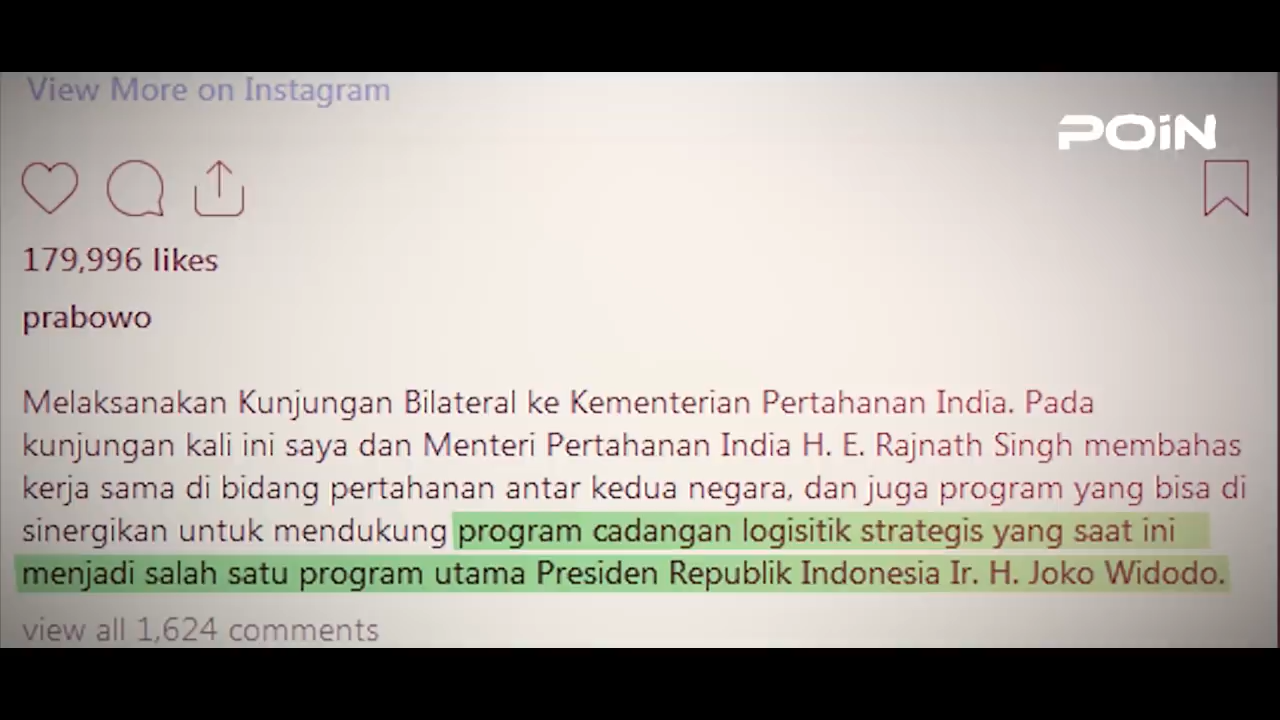 View More on Instagram
POiN
179,996 likes
prabowo
Melaksanakan Kunjungan Bilateral ke Kementerian Pertahanan India. Pada
kunjungan kali ini saya dan Menteri Pertahanan India H. E. Rajnath Singh membahas
kerja sama di bidang pertahanan antar kedua negara, dan juga program yang bisa di
sinergikan untuk mendukung program cadangan logisitik strategis yang saat ini
menjadi salah satu program utama Presiden Republik Indonesia Ir. H. Joko Widodo.
view all 1,624 comments